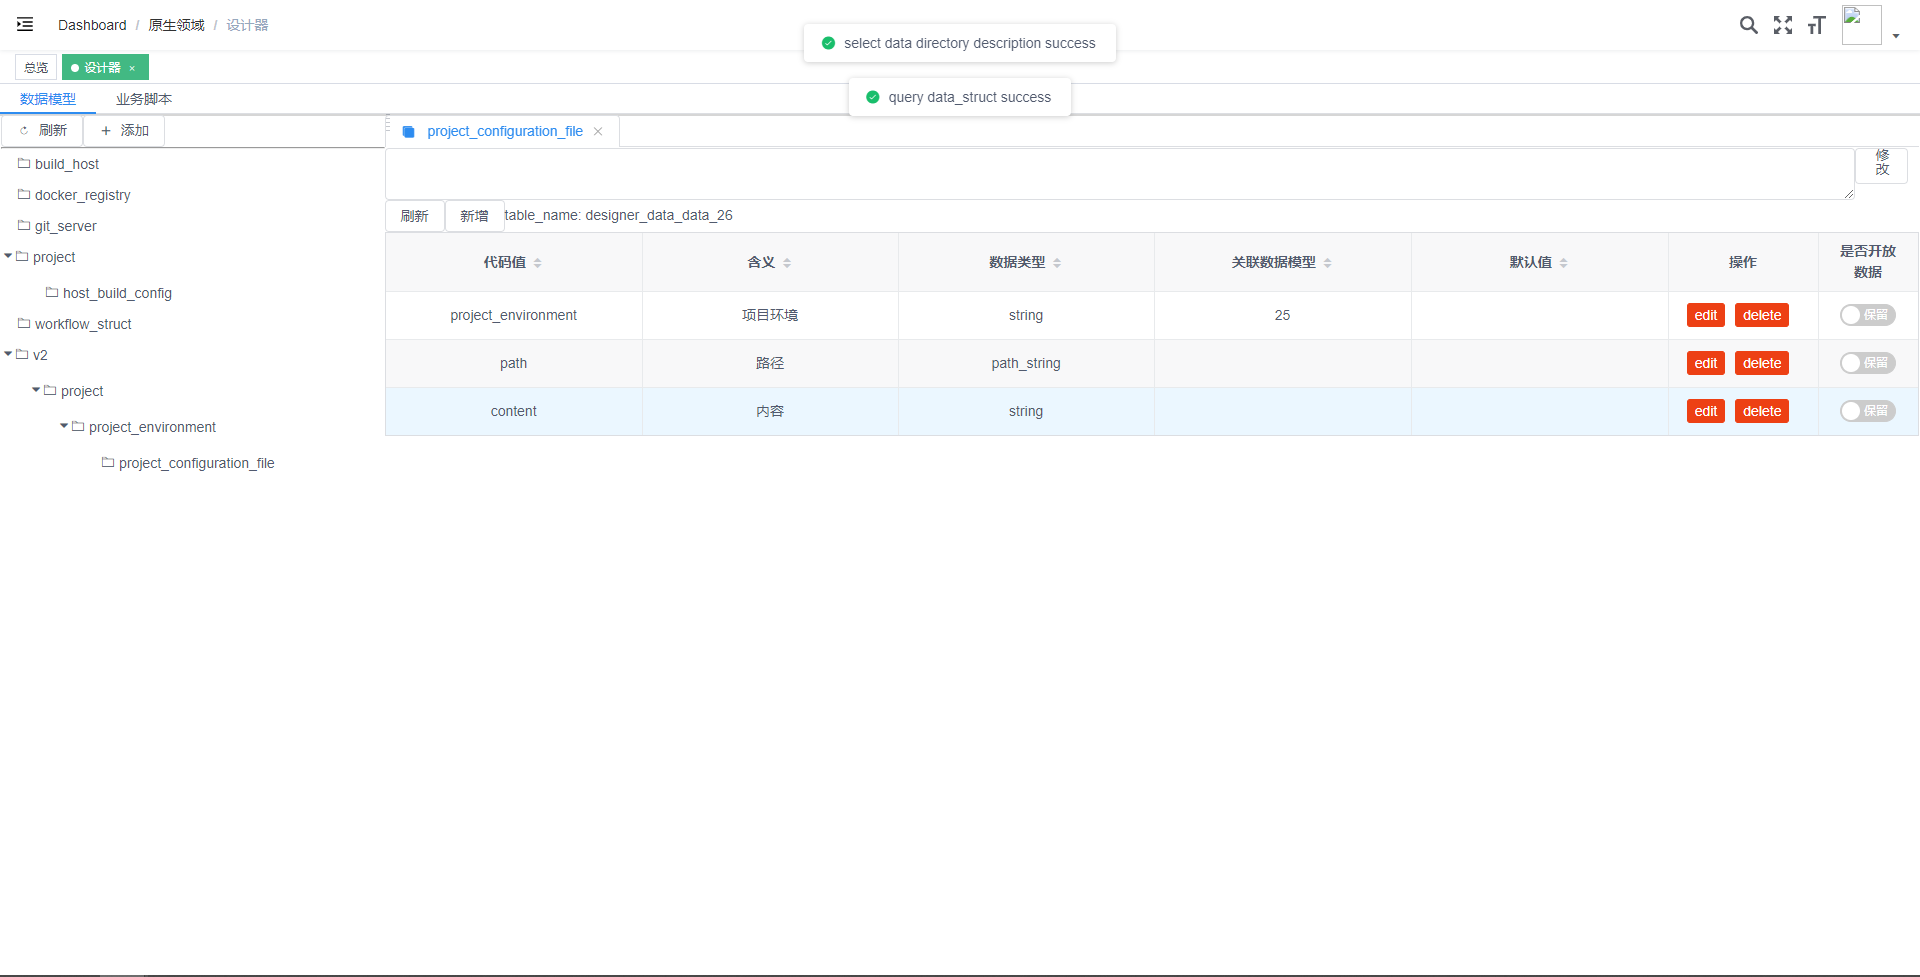 Dashboard / 原生领域 / 设计器
select data directory description success
总览
设计器 ×
query data_struct success
数据模型
业务脚本
刷新
+ 添加
project_configuration_file ×
build_host
docker_registry
git_server
project
host_build_config
workflow_struct
v2
project
project_environment
project_configuration_file
修改
刷新
新增
table_name: designer_data_data_26
代码值 含义 数据类型 关联数据模型 默认值 操作 是否开放数据
project_environment 项目环境 string 25 edit delete 保留
path 路径 path_string edit delete 保留
content 内容 string edit delete 保留